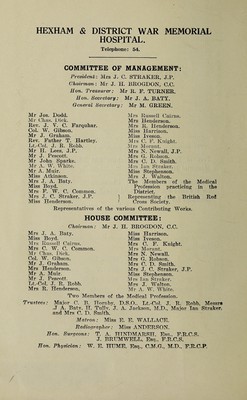 HEXHAM & DISTRICT WAR MEMORIAL
HOSPITAL.
Telephone: 54.
COMMITTEE OF MANAGEMENT:
President: Mrs J. C. STRAKER, J.P.
Chairman: Mr J. H. BROGDON, C.C.
Hon. Treasurer: Mr R. F. TURNER.
Hon. Secretary: Mr J. A. BATY.
General Secretary: Mr M. GREEN.
Mr Jos. Dodd.
Mr Chas. Dick.
Rev. J. V. C. Farquhar.
Col. W. Gibson.
Mr J. Graham.
Rev. Father T. Hartley.
Lt.-Col. J. R. Robb.
Mr H. Lees, J.P.
Mr J. Procott.
Mr John Sparks.
Mr A. W. White.
Mr A. Muir.
Miss Atkinson.
Mrs J. A. Baty.
Miss Boyd.
Mrs F. W. C. Common.
Mrs J. C. Straker, J.P.
Miss Henderson.
Mrs Russell Cairns.
Mrs Henderson.
Mrs R. Henderson.
Miss Harrison.
Miss Iveson.
Mrs C. F. Knight.
Mrs Morant.
Mrs N. Newall, J.P.
Mrs G. Robson.
Mrs C. D. Smith.
Mrs Ian Straker.
Miss Stephenson.
Mrs J. Walton.
The Members of the Medical
Profession practicing in the
District.
Representing the British Red
Cross Society.
Representatives of the various Contributing Works.
HOUSE COMMITTEE:
Chairman: Mr J. H. BROGDON, C.C.
Mrs J. A. Baty.
Miss Boyd.
Mrs Russell Cairns.
Mrs C. W. C. Common.
Mr Chas. Dick.
Col. W. Gibson.
Mr J. Graham.
Mrs Henderson.
Mr A. Muir
Mr J. Procott.
Lt.-Col. J. R. Robb.
Mrs R. Henderson.
Miss Harrison.
Miss Iveson.
Mrs C. F. Knight.
Mrs Morant.
Mrs N. Newall.
Mrs G. Robson.
Mrs C. D. Smith.
Mrs J. C. Straker, J.P.
Miss Stephenson.
Mrs Ian Straker.
Mrs J. Walton.
Mr A. W. White.
Two Members of the Medical Profession.
Trustees: Major C. B. Hornby, D.S.O., Lt.-Col. J. R. Robb, Messrs
J. A. Baty, H. Tully, J. A. Jackson, M.D., Major Ian Straker,
and Mrs C. D. Smith.
Matron: Miss E. E. WALLACE.
Radiographer: Miss ANDERSON.
Hon. Surgeons: T. A. HINDMARSH, Esq., F.R.C.S.
J. BRUMWELL, Esq., F.R.C.S.
Hon. Physician: W. E. HUME, Esq., C.M.G., M.D., F.R.C.P.